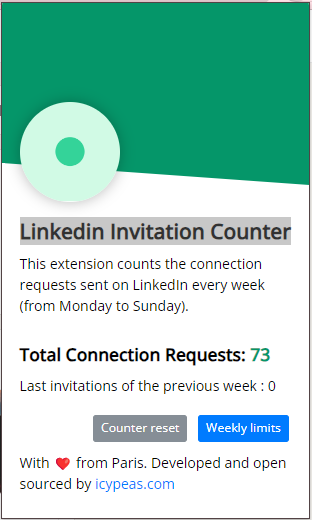 Linkedin Invitation Counter
This extension counts the connection
requests sent on LinkedIn every week
(from Monday to Sunday).
Total Connection Requests: 73
Last invitations of the previous week : 0
Counter reset Weekly limits
With ❤️ from Paris. Developed and open
sourced by icypeas.com